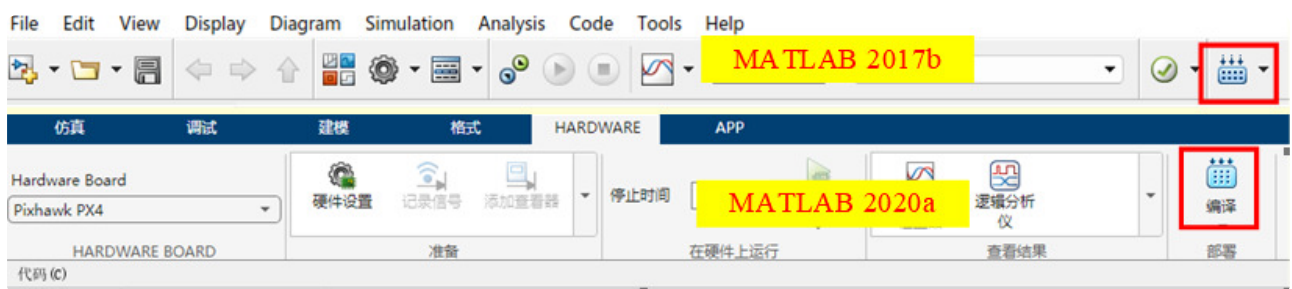 File Edit View Display Diagram Simulation Analysis Code Tools Help
MATLAB 2017b
仿真 调试 建模 格式 HARDWARE APP
Hardware Board
Pixhawk PX4
硬件设置 记录信号 添加查看器 停止时间
MATLAB 2020a
逻辑分析
仪
编译
HARDWARE BOARD 准备 在硬件上运行 查看结果 部署
代码(C)